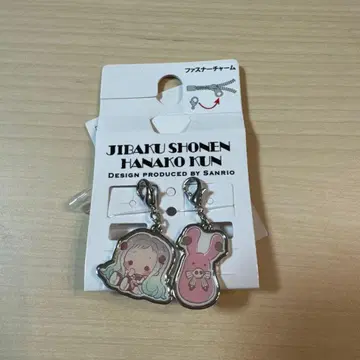 ファスナーチャーム
JIBAKU SHONEN
HANAKO KUN
DESIGN PRODUCED BY SANRIO